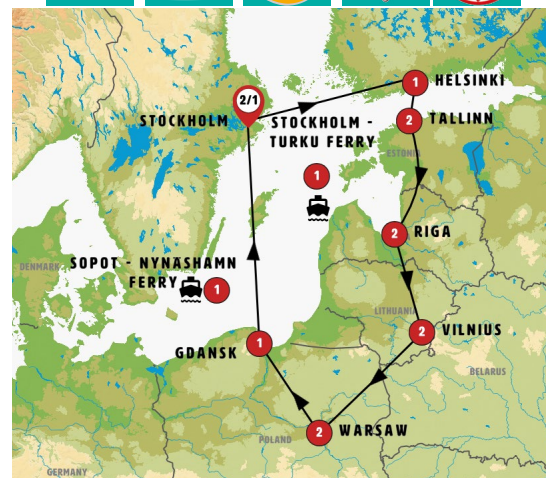 1
HELSINKI
2/1
STOCKHOLM
STOCKHOLM -
TURKU FERRY
2
TALLINN
ESTONIA
1
2
RIGA
DENMARK
SOPOT - NYNÄSHAMN
FERRY
1
LITHUANIA
2
VILNIUS
1
GDANSK
BELARUS
2
WARSAW
POLAND
GERMANY